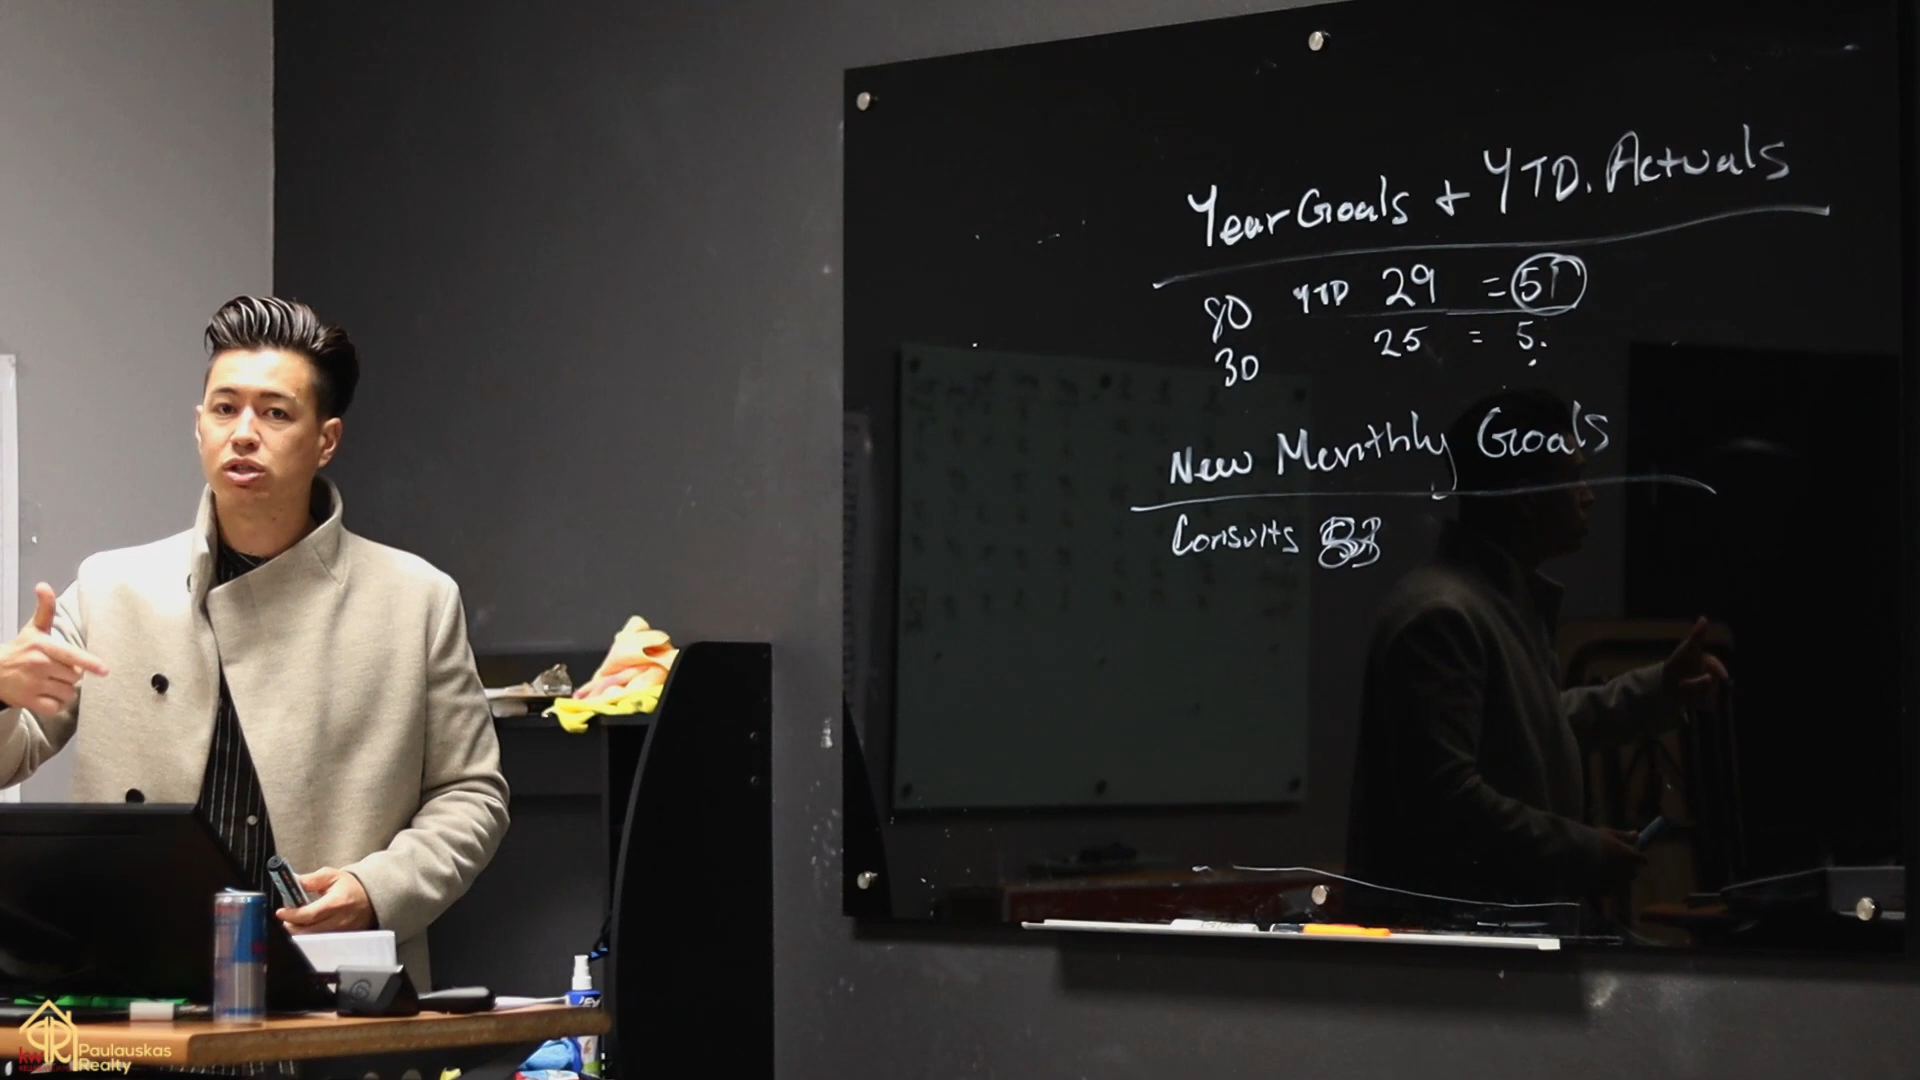 Year Goals + YTD. Actuals
80 YTD 29 = 51
30 25 = 5.
New Monthly Goals
Consults
Paulauskas
Realty